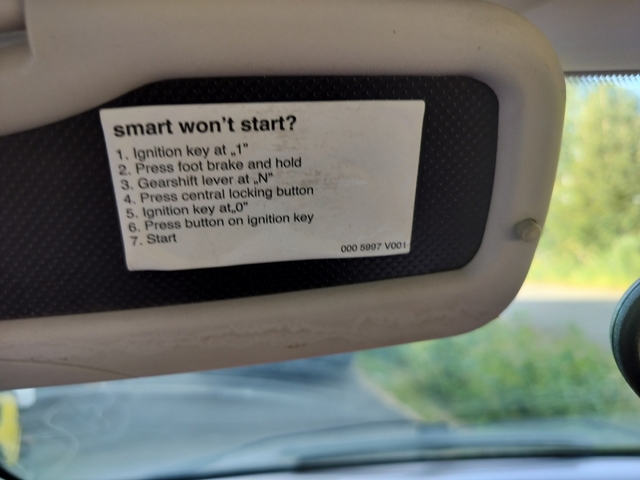 smart won't start?
1. Ignition key at „1"
2. Press foot brake and hold
3. Gearshift lever at „N"
4. Press central locking button
5. Ignition key at„0"
6. Press button on ignition key
7. Start
000 5997 V001